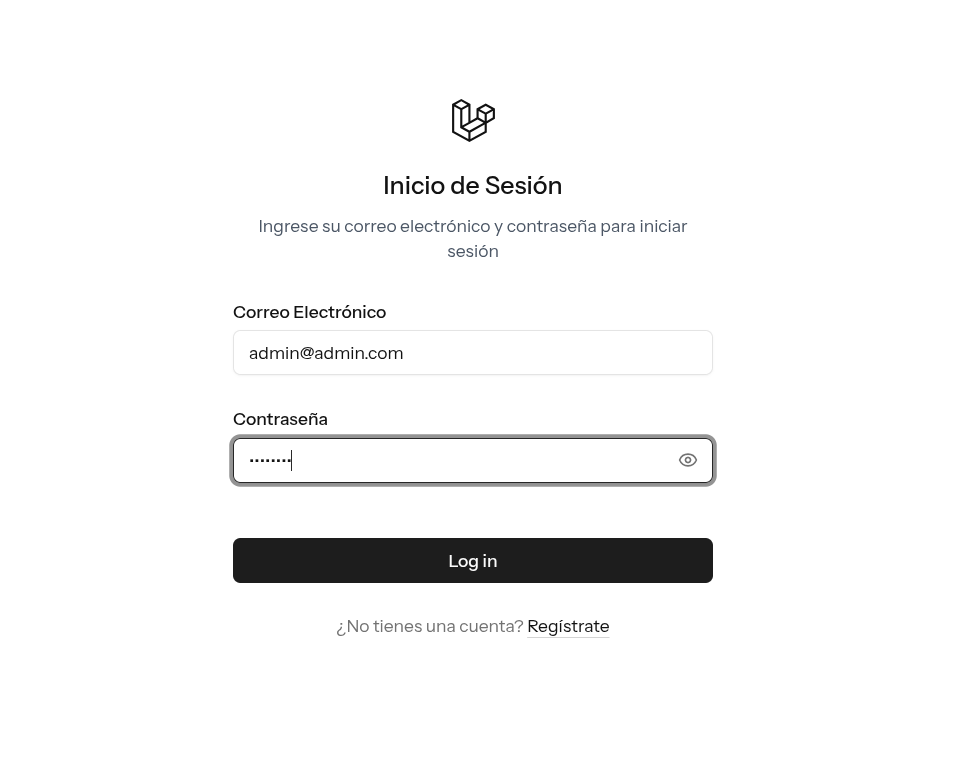 Inicio de Sesión
Ingrese su correo electrónico y contraseña para iniciar
sesión
Correo Electrónico
admin@admin.com
Contraseña
••••••••
Log in
¿No tienes una cuenta? Regístrate